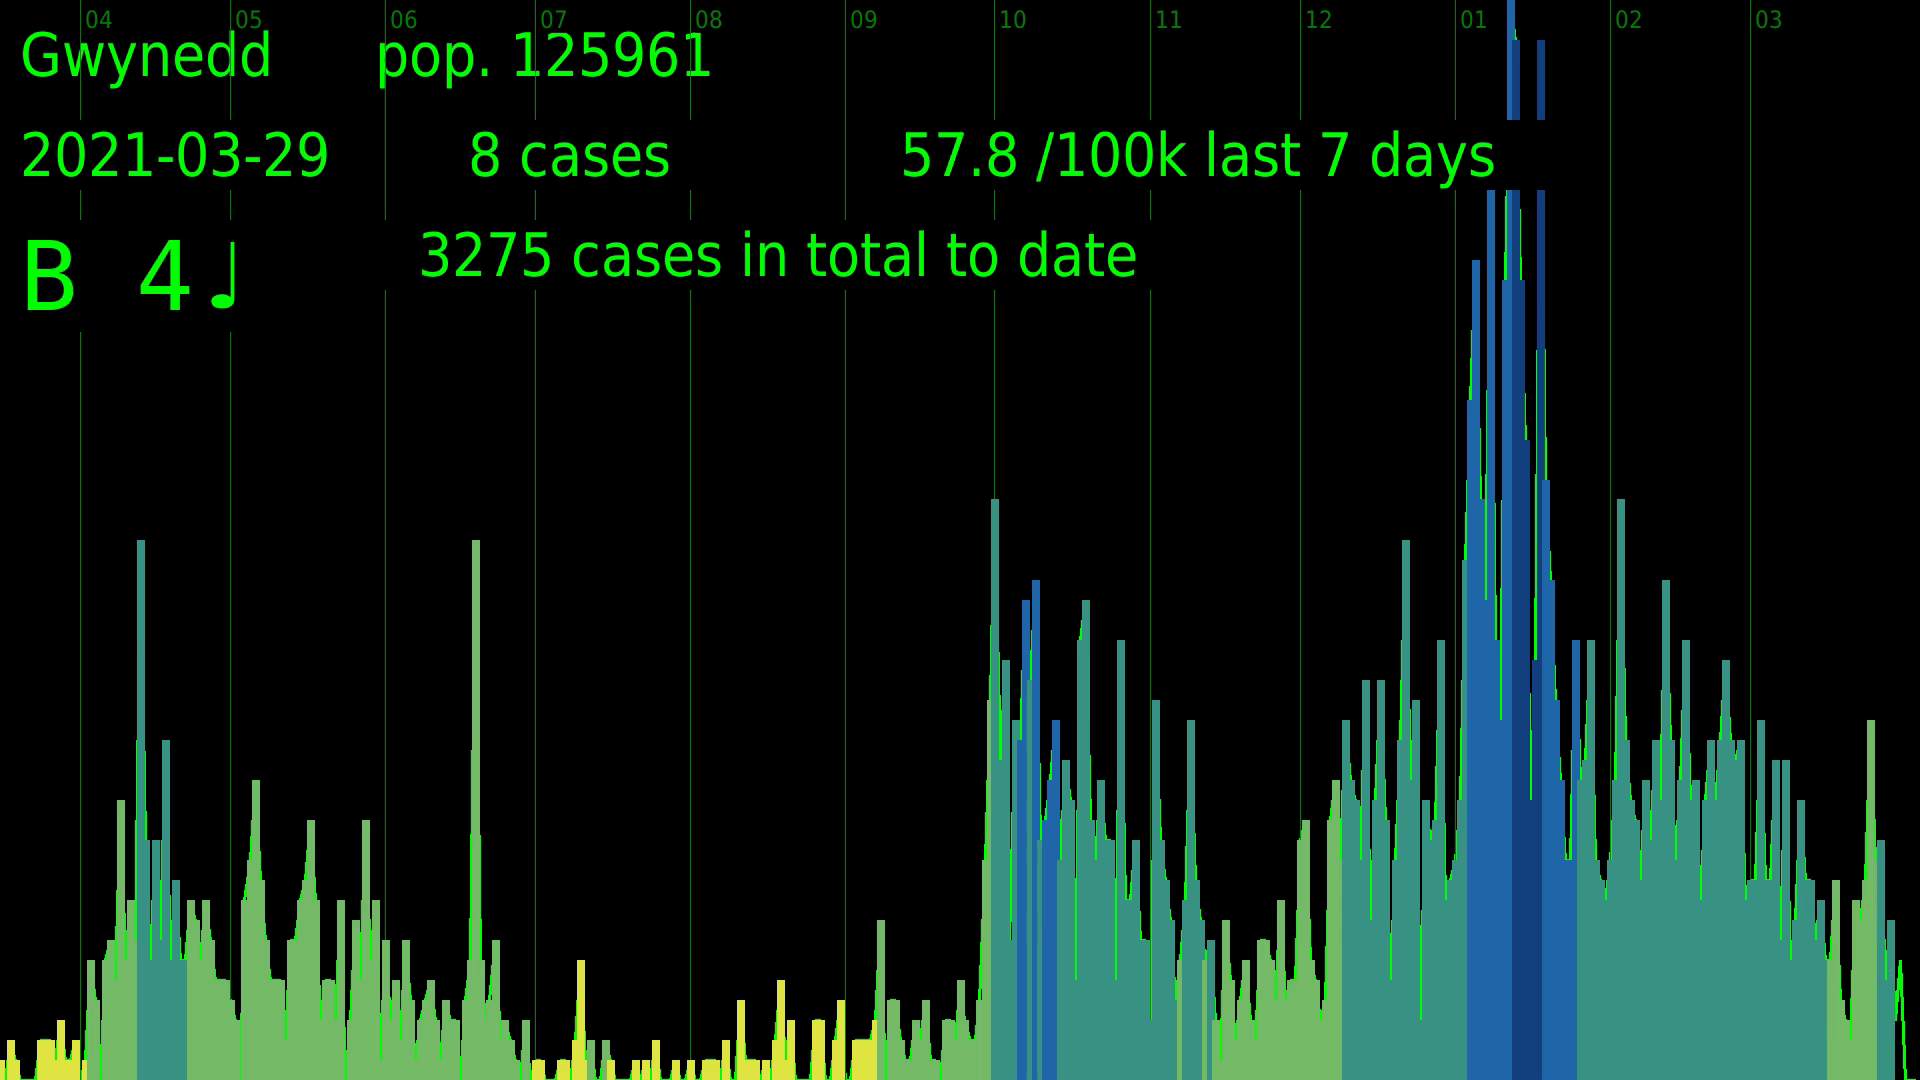 04 05 06 07 08 09 10 11 12 01 02 03
Gwynedd pop. 125961
2021-03-29 8 cases 57.8 /100k last 7 days
B 4♩ 3275 cases in total to date